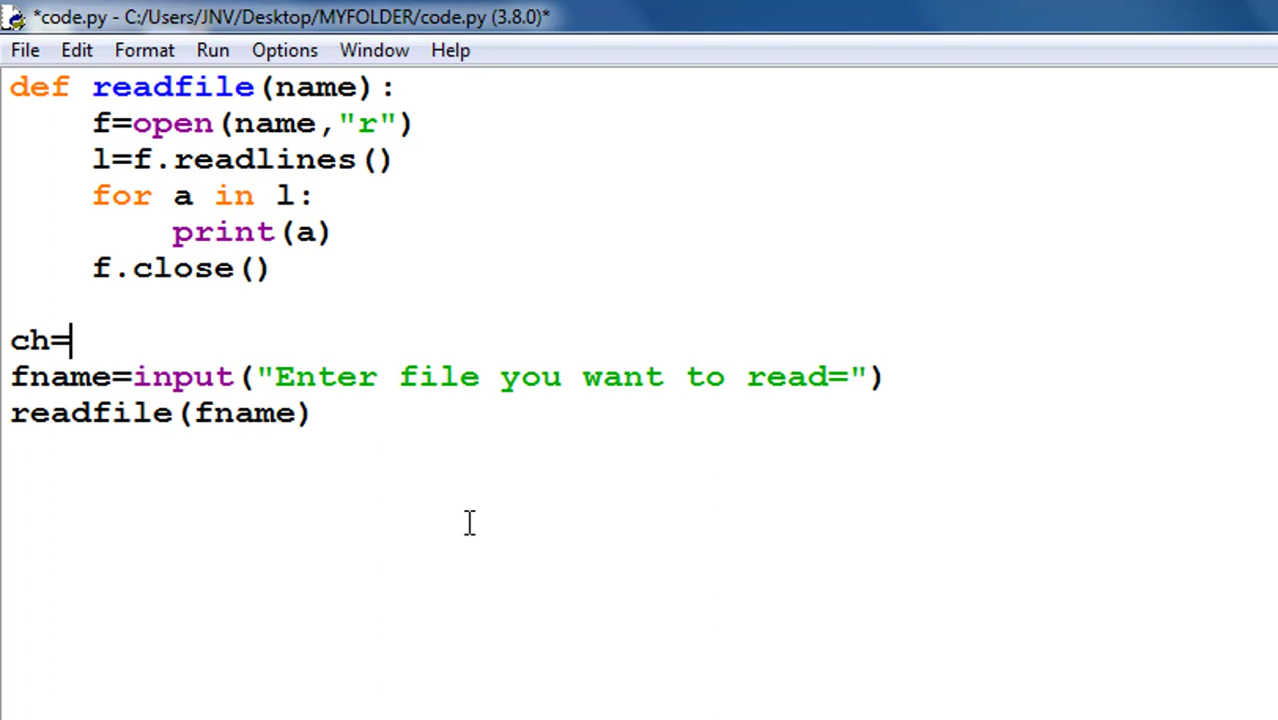 *code.py - C:/Users/JNV/Desktop/MYFOLDER/code.py (3.8.0)*
File Edit Format Run Options Window Help
def readfile(name):
    f=open(name,"r")
    l=f.readlines()
    for a in l:
        print(a)
    f.close()
ch=
fname=input("Enter file you want to read=")
readfile(fname)